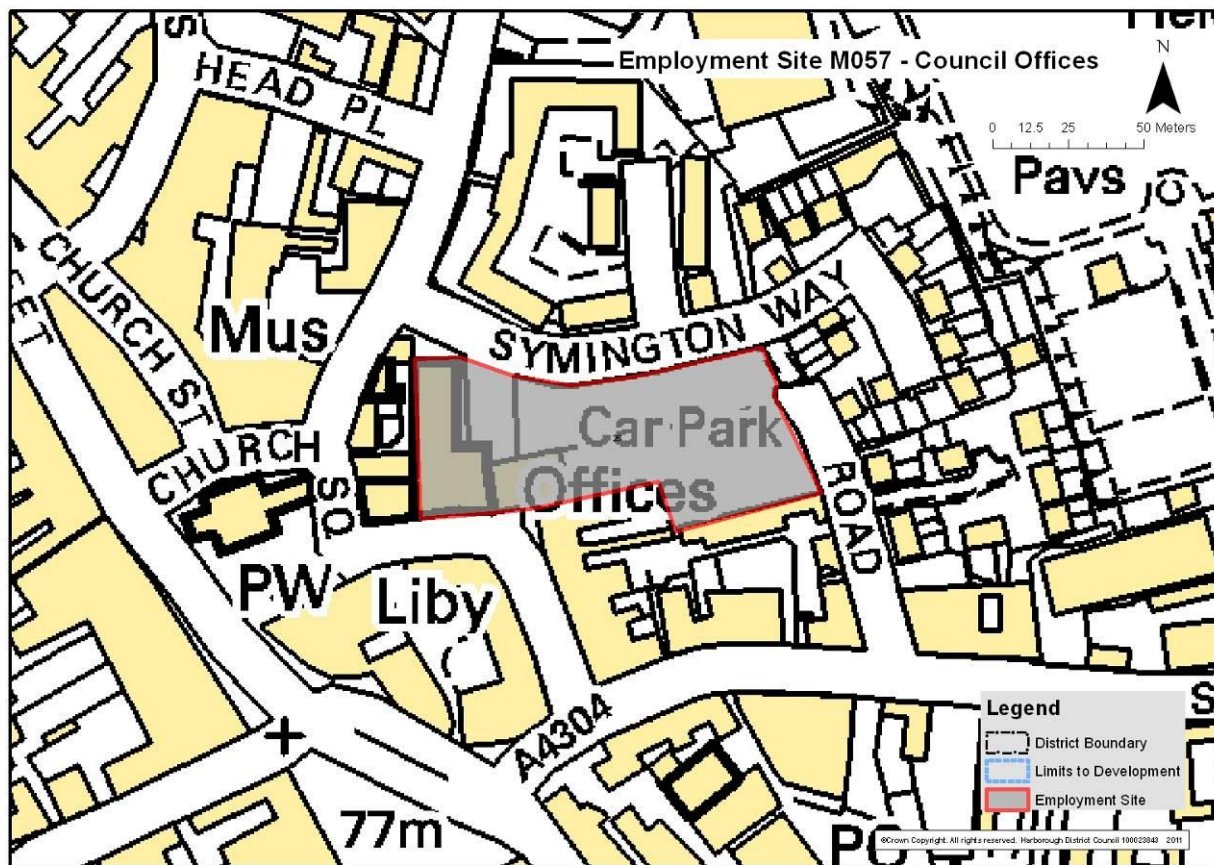 Employment Site M057 - Council Offices
N
0 12.5 25 50 Meters
HEAD PL
Pavs
CHURCH ST
Mus
SYMINGTON WAY
Car Park
Offices
CHURCH SQ
ROAD
PW
Liby
A4304
77m
Legend
District Boundary
Limits to Development
Employment Site
©Crown Copyright. All rights reserved. Harborough District Council 100023843 2011